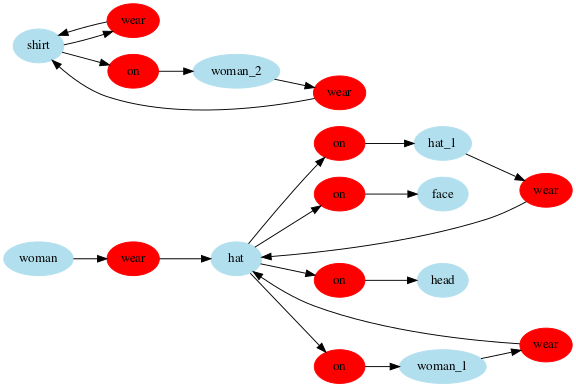 wear
shirt
on
woman_2
wear
on
hat_1
on
face
wear
woman
wear
hat
on
head
wear
on
woman_1